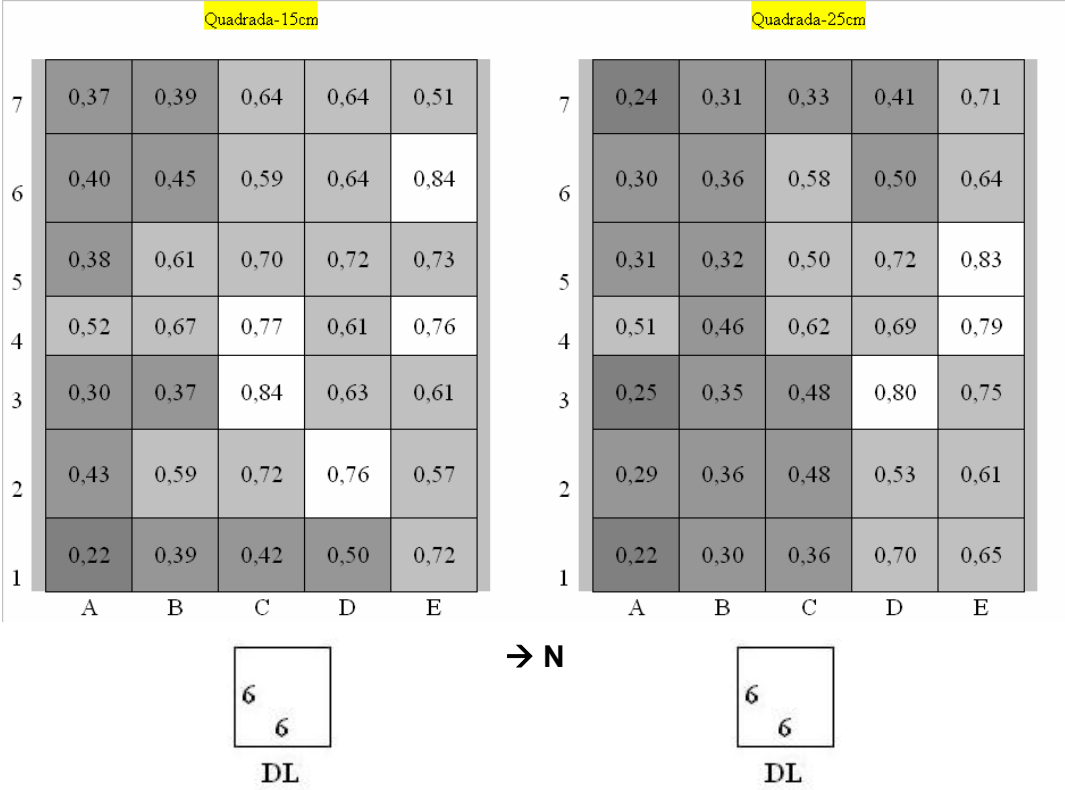 Quadrada-15cm
7 0,37 0,39 0,64 0,64 0,51
6 0,40 0,45 0,59 0,64 0,84
5 0,38 0,61 0,70 0,72 0,73
4 0,52 0,67 0,77 0,61 0,76
3 0,30 0,37 0,84 0,63 0,61
2 0,43 0,59 0,72 0,76 0,57
1 0,22 0,39 0,42 0,50 0,72
A B C D E
Quadrada-25cm
7 0,24 0,31 0,33 0,41 0,71
6 0,30 0,36 0,58 0,50 0,64
5 0,31 0,32 0,50 0,72 0,83
4 0,51 0,46 0,62 0,69 0,79
3 0,25 0,35 0,48 0,80 0,75
2 0,29 0,36 0,48 0,53 0,61
1 0,22 0,30 0,36 0,70 0,65
A B C D E
→ N
6
6
DL
6
6
DL